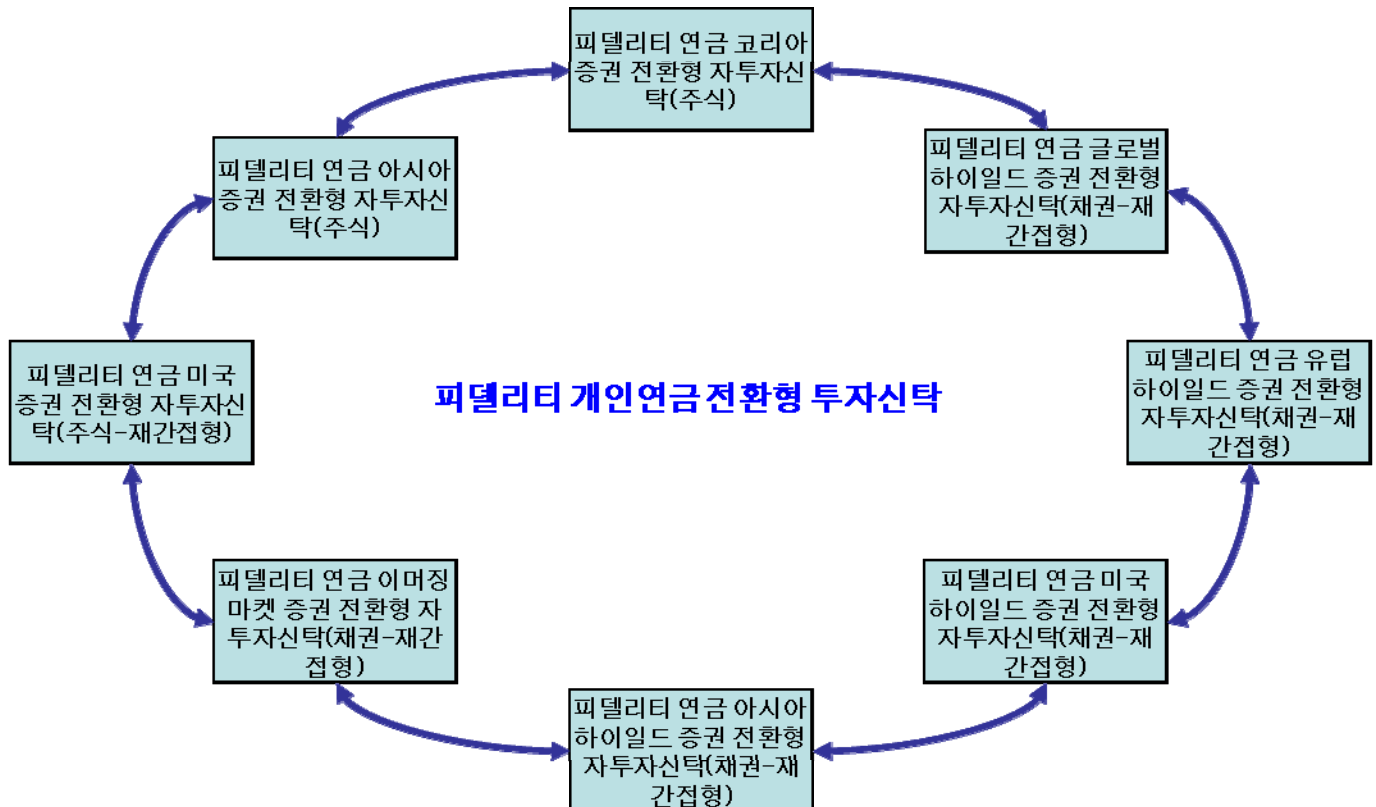 피델리티 연금 코리아
증권 전환형 자투자신
탁(주식)
피델리티 연금 아시아
증권 전환형 자투자신
탁(주식)
피델리티 연금 글로벌
하이일드 증권 전환형
자투자신탁(채권-재
간접형)
피델리티 연금 미국
증권 전환형 자투자신
탁(주식-재간접형)
피델리티 개인연금 전환형 투자신탁
피델리티 연금 유럽
하이일드 증권 전환형
자투자신탁(채권-재
간접형)
피델리티 연금 이머징
마켓 증권 전환형 자
투자신탁(채권-재간
접형)
피델리티 연금 미국
하이일드 증권 전환형
자투자신탁(채권-재
간접형)
피델리티 연금 아시아
하이일드 증권 전환형
자투자신탁(채권-재
간접형)